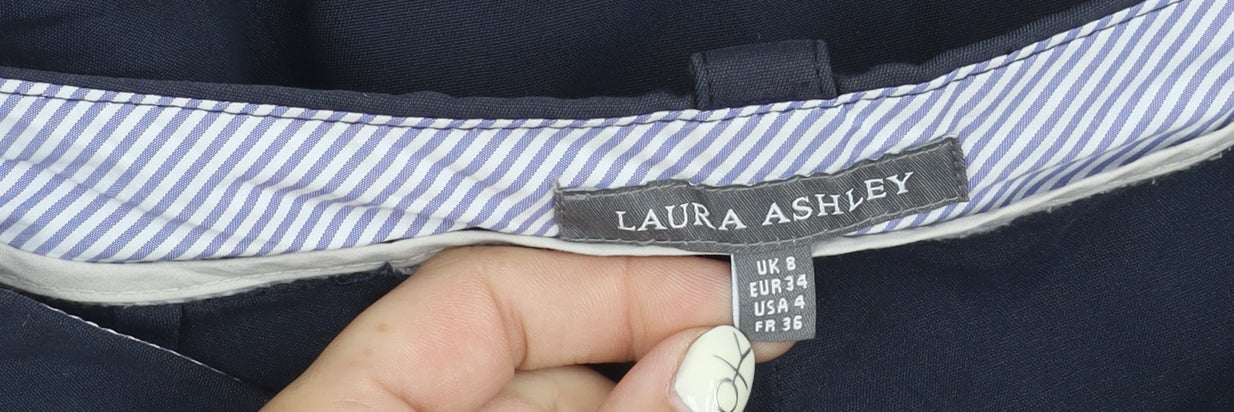 LAURA ASHLEY
UK 8
EUR 34
USA 4
FR 36